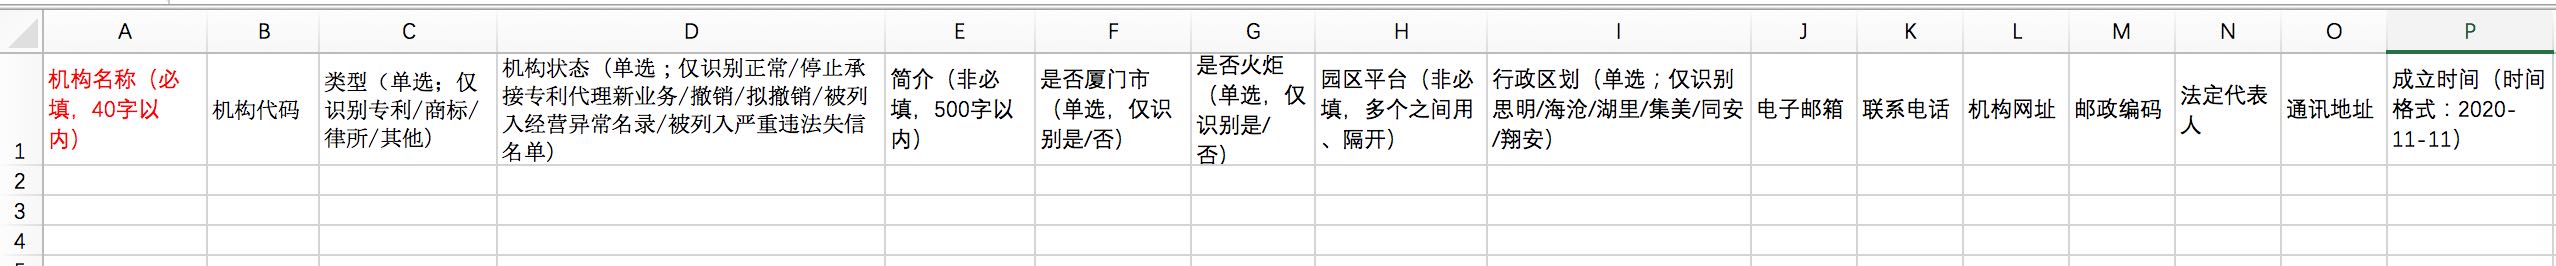 A B C D E F G H I J K L M N O P
机构名称（必
填，40字以
内）
机构代码
类型（单选；仅
识别专利/商标/
律所/其他）
机构状态（单选；仅识别正常/停止承
接专利代理新业务/撤销/拟撤销/被列
入经营异常名录/被列入严重违法失信
名单）
简介（非必
填，500字以
内）
是否厦门市
（单选，仅识
别是/否）
是否火炬
（单选，仅
识别是/
否）
园区平台（非必
填，多个之间用
、隔开）
行政区划（单选；仅识别
思明/海沧/湖里/集美/同安
/翔安）
电子邮箱
联系电话
机构网址
邮政编码
法定代表
人
通讯地址
成立时间（时间
格式：2020-
11-11）
1
2
3
4